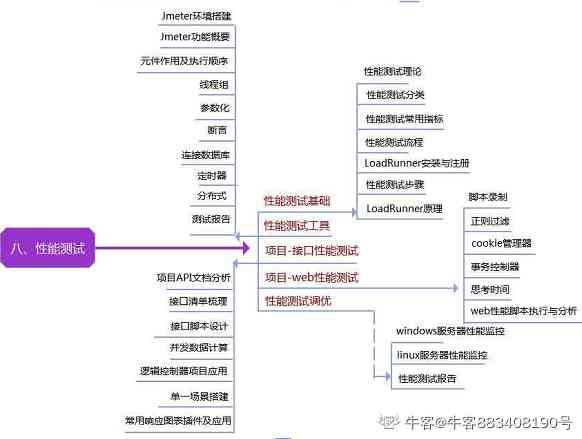 八、性能测试
性能测试基础
性能测试工具
项目-接口性能测试
项目-web性能测试
性能测试调优
Jmeter环境搭建
Jmeter功能概要
元件作用及执行顺序
线程组
参数化
断言
连接数据库
定时器
分布式
测试报告
性能测试理论
性能测试分类
性能测试常用指标
性能测试流程
LoadRunner安装与注册
性能测试步骤
LoadRunner原理
项目API文档分析
接口清单梳理
接口脚本设计
并发数据计算
逻辑控制器项目应用
单一场景搭建
常用响应图表插件及应用
脚本录制
正则过滤
cookie管理器
事务控制器
思考时间
web性能脚本执行与分析
windows服务器性能监控
linux服务器性能监控
性能测试报告
牛客@牛客883408190号